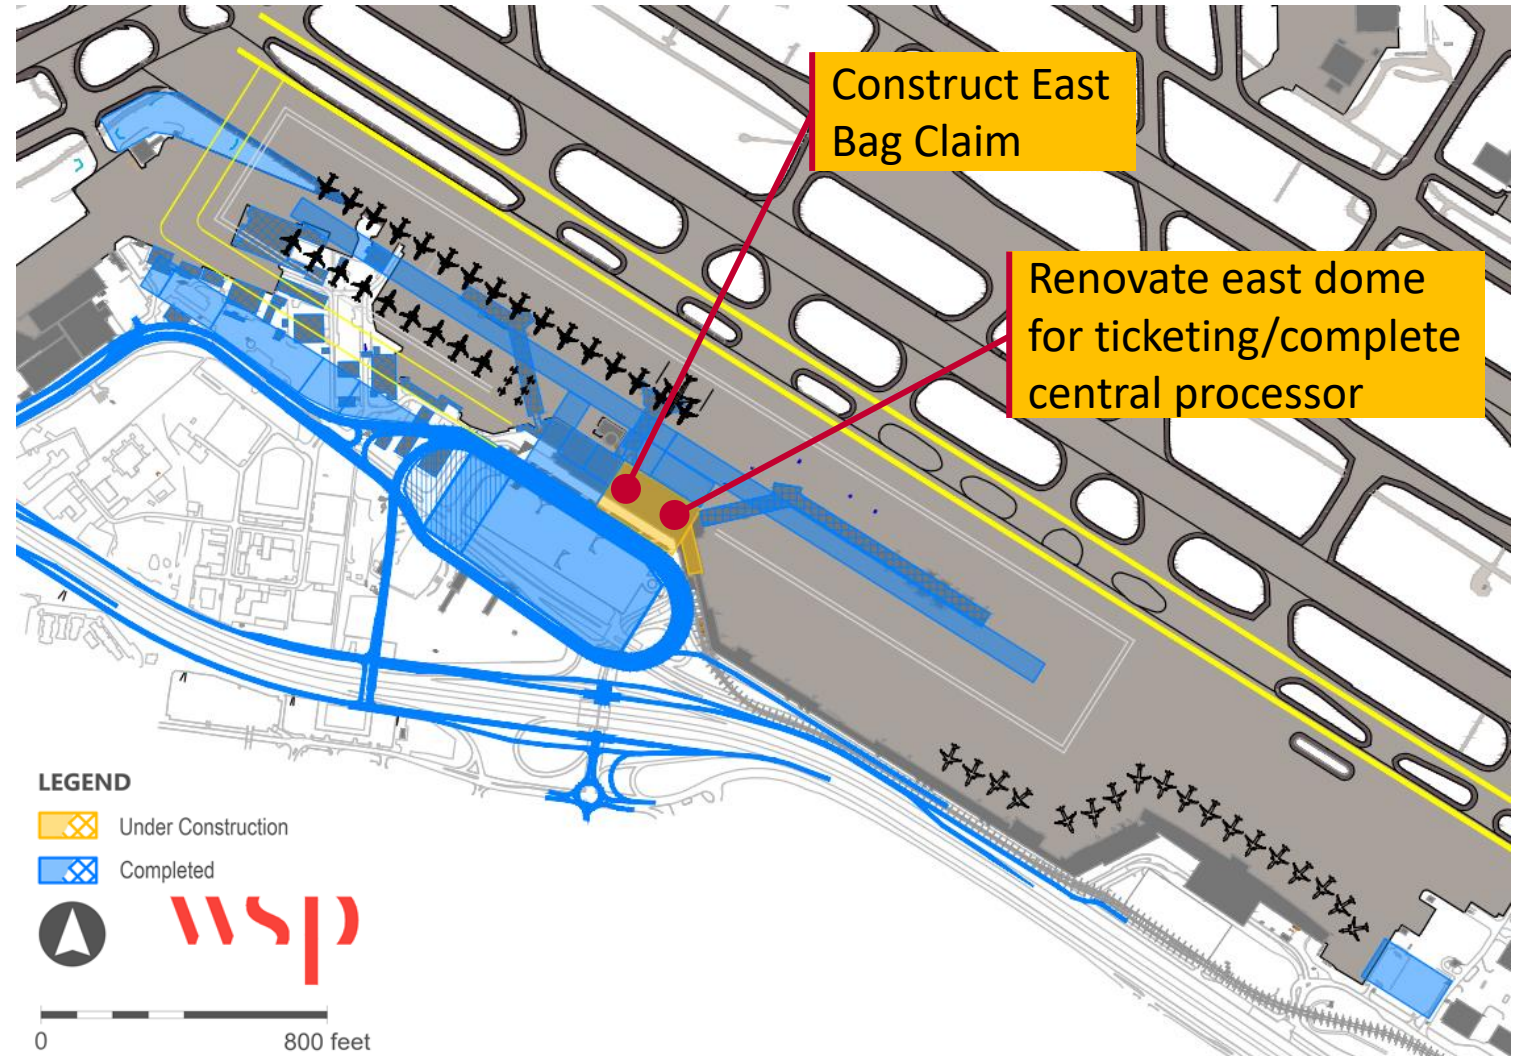 Construct East
Bag Claim
Renovate east dome
for ticketing/complete
central processor
LEGEND
Under Construction
Completed
wsp
0 800 feet